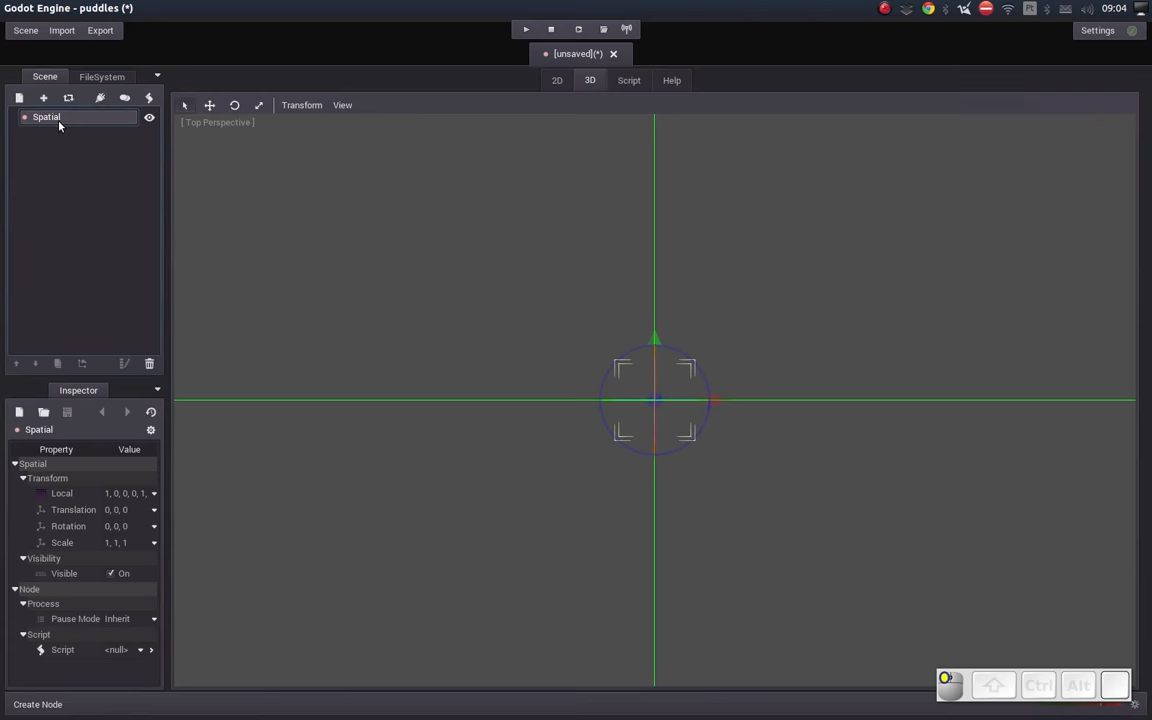 Godot Engine - puddles (*)
Pt
09:04
Scene Import Export
Settings
[unsaved](*)
Scene FileSystem
2D 3D Script Help
Transform View
Spatial
[ Top Perspective ]
Inspector
Spatial
Property Value
Spatial
Transform
Local 1, 0, 0, 0, 1,
Translation 0, 0, 0
Rotation 0, 0, 0
Scale 1, 1, 1
Visibility
Visible On
Node
Process
Pause Mode Inherit
Script
Script <null>
Ctrl Alt
Create Node